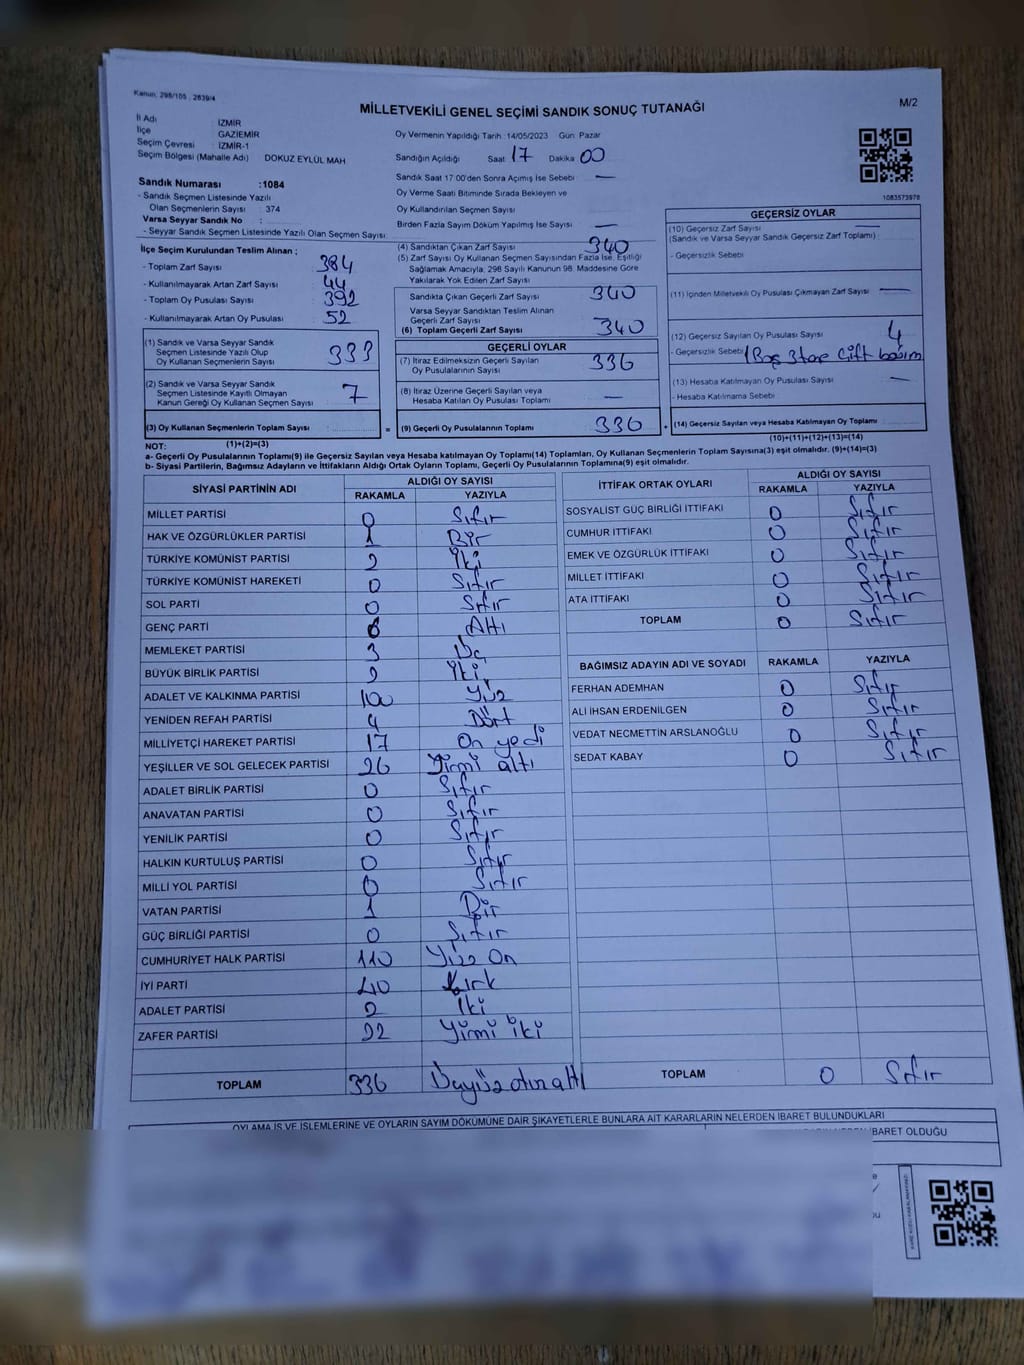 Kanun: 298/105 , 2839/4
MİLLETVEKİLİ GENEL SEÇİMİ SANDIK SONUÇ TUTANAĞI
M/2
İl Adı : İZMİR
İlçe : GAZİEMİR
Seçim Çevresi : İZMİR-1
Seçim Bölgesi (Mahalle Adı) DOKUZ EYLÜL MAH
Oy Vermenin Yapıldığı Tarih :14/05/2023 Gün: Pazar
Sandığın Açıldığı Saat 17 Dakika 00
Sandık Saat 17:00'den Sonra Açılmış İse Sebebi : —
Oy Verme Saati Bitiminde Sırada Bekleyen ve
Oy Kullandırılan Seçmen Sayısı
Birden Fazla Sayım Döküm Yapılmış İse Sayısı : —
Sandık Numarası :1084
- Sandık Seçmen Listesinde Yazılı
Olan Seçmenlerin Sayısı : 374
Varsa Seyyar Sandık No :
- Seyyar Sandık Seçmen Listesinde Yazılı Olan Seçmen Sayısı:
1083573978
İlçe Seçim Kurulundan Teslim Alınan ;
- Toplam Zarf Sayısı : 384
- Kullanılmayarak Artan Zarf Sayısı : 44
- Toplam Oy Pusulası Sayısı : 392
- Kullanılmayarak Artan Oy Pusulası : 52
(1) Sandık ve Varsa Seyyar Sandık
Seçmen Listesinde Yazılı Olup
Oy Kullanan Seçmenlerin Sayısı : 333
(2) Sandık ve Varsa Seyyar Sandık
Seçmen Listesinde Kayıtlı Olmayan
Kanun Gereği Oy Kullanan Seçmen Sayısı : 7
(3) Oy Kullanan Seçmenlerin Toplam Sayısı : =
(4) Sandıktan Çıkan Zarf Sayısı : 340
(5) Zarf Sayısı Oy Kullanan Seçmen Sayısından Fazla İse, Eşitliği
Sağlamak Amacıyla; 298 Sayılı Kanunun 98. Maddesine Göre
Yakılarak Yok Edilen Zarf Sayısı :
Sandıkta Çıkan Geçerli Zarf Sayısı : 340
Varsa Seyyar Sandıktan Teslim Alınan
Geçerli Zarf Sayısı
(6) Toplam Geçerli Zarf Sayısı : 340
GEÇERLİ OYLAR
(7) İtiraz Edilmeksizin Geçerli Sayılan
Oy Pusulalarının Sayısı : 336
(8) İtiraz Üzerine Geçerli Sayılan veya
Hesaba Katılan Oy Pusulası Toplamı : —
(9) Geçerli Oy Pusulalarının Toplamı : 336 +
GEÇERSİZ OYLAR
(10) Geçersiz Zarf Sayısı : —
(Sandık ve Varsa Seyyar Sandık Geçersiz Zarf Toplamı) :
- Geçersizlik Sebebi :
(11) İçinden Milletvekili Oy Pusulası Çıkmayan Zarf Sayısı : —
(12) Geçersiz Sayılan Oy Pusulası Sayısı : 4
- Geçersizlik Sebebi : 1 Boş 3 tane Çift basım
(13) Hesaba Katılmayan Oy Pusulası Sayısı : —
- Hesaba Katılmama Sebebi :
(14) Geçersiz Sayılan veya Hesaba Katılmayan Oy Toplamı :
NOT: (1)+(2)=(3) (10)+(11)+(12)+(13)=(14)
a- Geçerli Oy Pusulalarının Toplamı(9) ile Geçersiz Sayılan veya Hesaba katılmayan Oy Toplamı(14) Toplamları, Oy Kullanan Seçmenlerin Toplam Sayısına(3) eşit olmalıdır. (9)+(14)=(3)
b- Siyasi Partilerin, Bağımsız Adayların ve İttifakların Aldığı Ortak Oyların Toplamı, Geçerli Oy Pusulalarının Toplamına(9) eşit olmalıdır.
SİYASİ PARTİNİN ADI ALDIĞI OY SAYISI
RAKAMLA YAZIYLA
MİLLET PARTİSİ 0 Sıfır
HAK VE ÖZGÜRLÜKLER PARTİSİ 1 Bir
TÜRKİYE KOMÜNİST PARTİSİ 2 İki
TÜRKİYE KOMÜNİST HAREKETİ 0 Sıfır
SOL PARTİ 0 Sıfır
GENÇ PARTİ 6 Altı
MEMLEKET PARTİSİ 3 Üç
BÜYÜK BİRLİK PARTİSİ 2 İki
ADALET VE KALKINMA PARTİSİ 100 Yüz
YENİDEN REFAH PARTİSİ 4 Dört
MİLLİYETÇİ HAREKET PARTİSİ 17 On yedi
YEŞİLLER VE SOL GELECEK PARTİSİ 26 Yirmi altı
ADALET BİRLİK PARTİSİ 0 Sıfır
ANAVATAN PARTİSİ 0 Sıfır
YENİLİK PARTİSİ 0 Sıfır
HALKIN KURTULUŞ PARTİSİ 0 Sıfır
MİLLİ YOL PARTİSİ 0 Sıfır
VATAN PARTİSİ 1 Bir
GÜÇ BİRLİĞİ PARTİSİ 0 Sıfır
CUMHURİYET HALK PARTİSİ 110 Yüz On
İYİ PARTİ 40 Kırk
ADALET PARTİSİ 2 İki
ZAFER PARTİSİ 22 Yirmi iki
TOPLAM 336 Üçyüz otuz altı
İTTİFAK ORTAK OYLARI ALDIĞI OY SAYISI
RAKAMLA YAZIYLA
SOSYALİST GÜÇ BİRLİĞİ İTTİFAKI 0 Sıfır
CUMHUR İTTİFAKI 0 Sıfır
EMEK VE ÖZGÜRLÜK İTTİFAKI 0 Sıfır
MİLLET İTTİFAKI 0 Sıfır
ATA İTTİFAKI 0 Sıfır
TOPLAM 0 Sıfır
BAĞIMSIZ ADAYIN ADI VE SOYADI RAKAMLA YAZIYLA
FERHAN ADEMHAN 0 Sıfır
ALİ İHSAN ERDENİLGEN 0 Sıfır
VEDAT NECMETTİN ARSLANOĞLU 0 Sıfır
SEDAT KABAY 0 Sıfır
TOPLAM 0 Sıfır
OYLAMA İŞ VE İŞLEMLERİNE VE OYLARIN SAYIM DÖKÜMÜNE DAİR ŞİKAYETLERLE BUNLARA AİT KARARLARIN NELERDEN İBARET BULUNDUKLARI
İBARET OLDUĞU